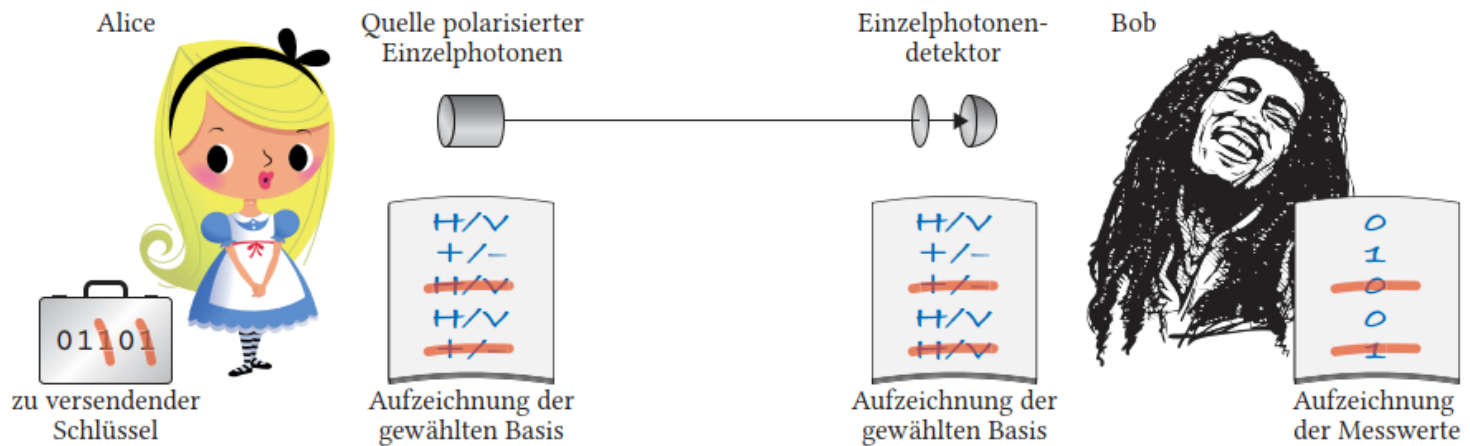 Alice
Quelle polarisierter
Einzelphotonen
Einzelphotonen-
detektor
Bob
01101
zu versendender
Schlüssel
H/V
+/-
H/V
H/V
+/-
Aufzeichnung der
gewählten Basis
H/V
+/-
+/-
H/V
H/V
Aufzeichnung der
gewählten Basis
0
1
0
0
1
Aufzeichnung
der Messwerte